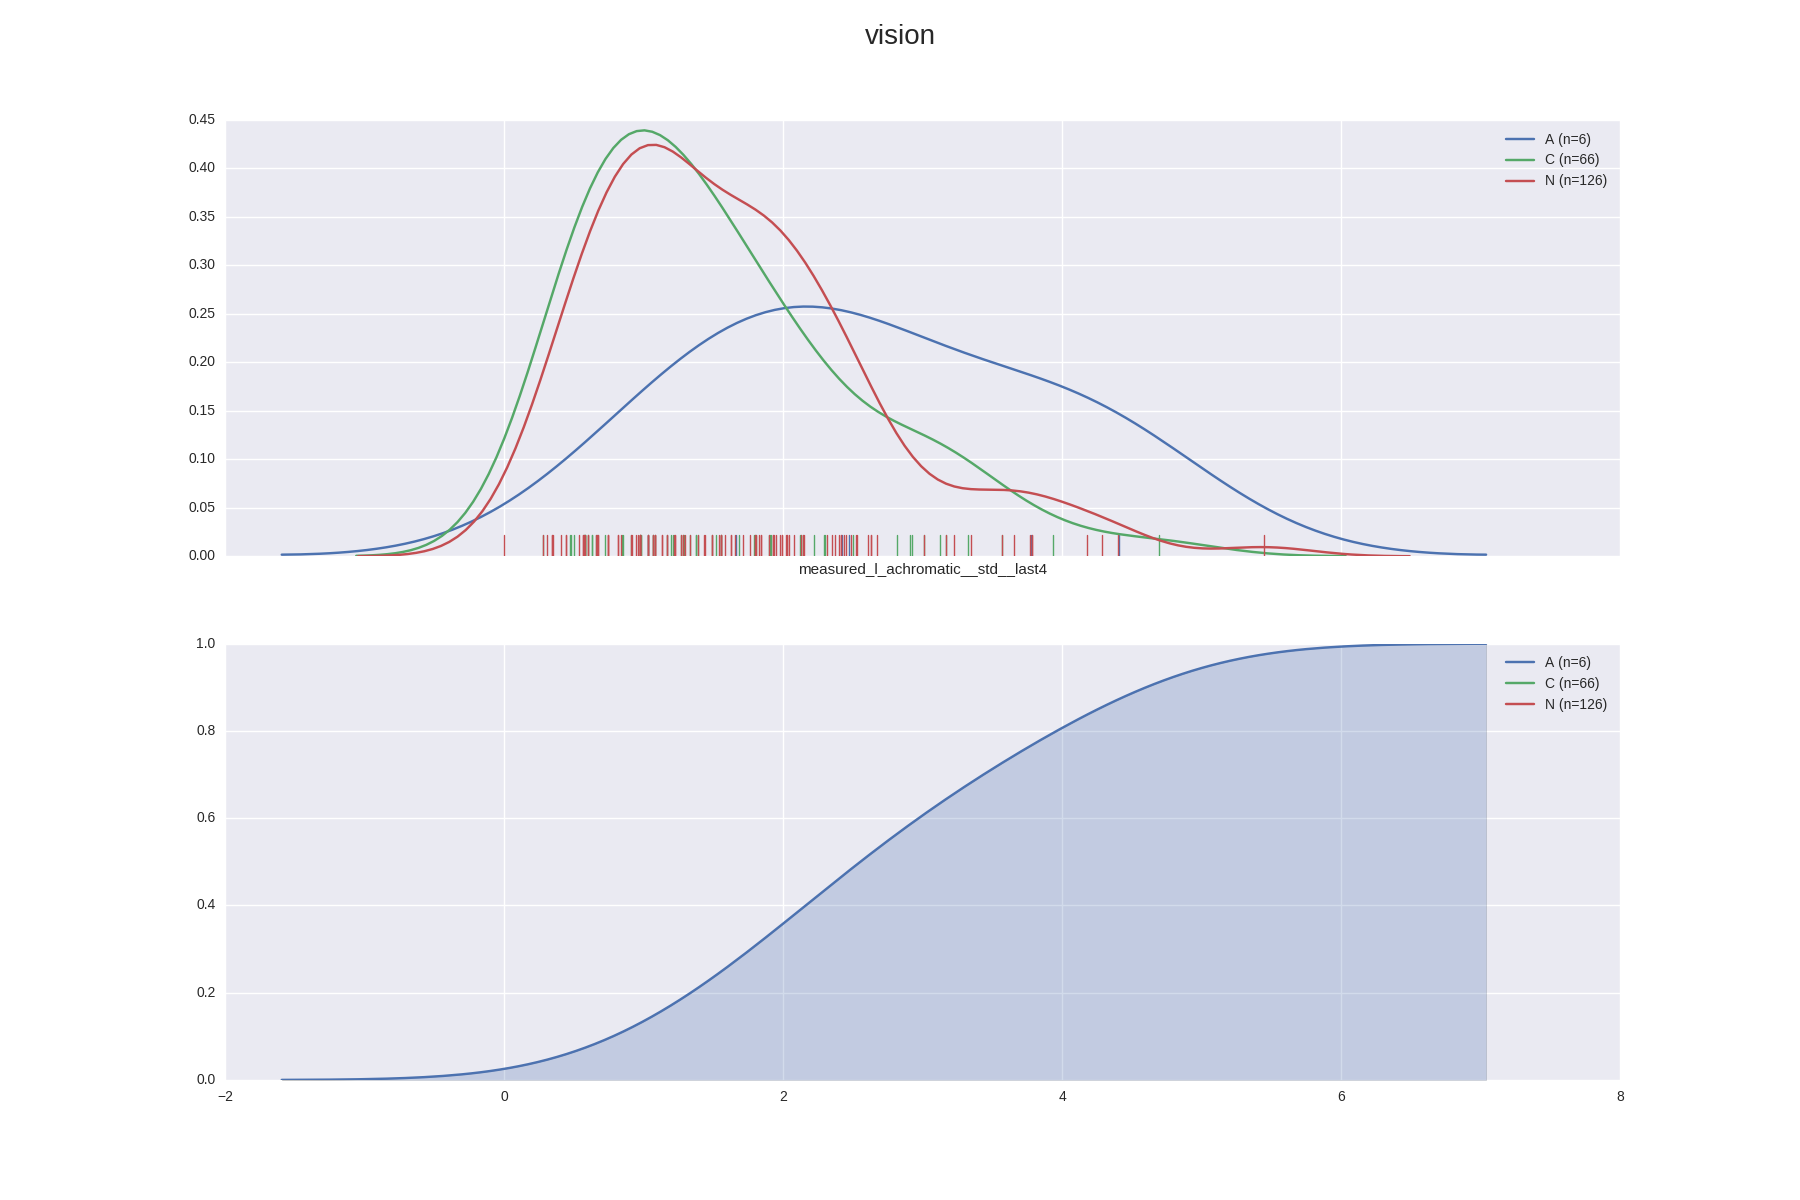 vision
0.45
0.40
0.35
0.30
0.25
0.20
0.15
0.10
0.05
0.00
A (n=6)
C (n=66)
N (n=126)
measured_l_achromatic__std__last4
1.0
0.8
0.6
0.4
0.2
0.0
A (n=6)
C (n=66)
N (n=126)
−2 0 2 4 6 8